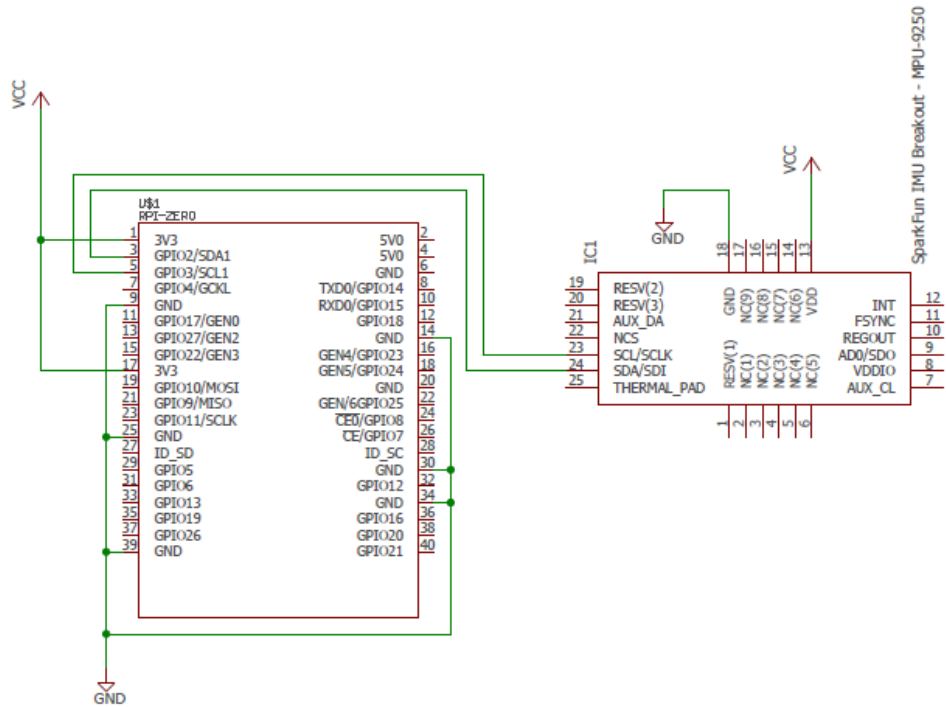 VCC
U$1
RPI-ZERO
1 3V3 5V0 2
3 GPIO2/SDA1 5V0 4
5 GPIO3/SCL1 GND 6
7 GPIO4/GCKL TXD0/GPIO14 8
9 GND RXD0/GPIO15 10
11 GPIO17/GEN0 GPIO18 12
13 GPIO27/GEN2 GND 14
15 GPIO22/GEN3 GEN4/GPIO23 16
17 3V3 GEN5/GPIO24 18
19 GPIO10/MOSI GND 20
21 GPIO9/MISO GEN/6GPIO25 22
23 GPIO11/SCLK CE0/GPIO8 24
25 GND CE/GPIO7 26
27 ID_SD ID_SC 28
29 GPIO5 GND 30
31 GPIO6 GPIO12 32
33 GPIO13 GND 34
35 GPIO19 GPIO16 36
37 GPIO26 GPIO20 38
39 GND GPIO21 40
GND
VCC
GND
IC1
SparkFun IMU Breakout - MPU-9250
18 GND
17 NC(9)
16 NC(8)
15 NC(7)
14 NC(6)
13 VDD
19 RESV(2)
20 RESV(3)
21 AUX_DA
22 NCS
23 SCL/SCLK
24 SDA/SDI
25 THERMAL_PAD
INT 12
FSYNC 11
REGOUT 10
AD0/SDO 9
VDDIO 8
AUX_CL 7
RESV(1) 1
NC(1) 2
NC(2) 3
NC(3) 4
NC(4) 5
NC(5) 6